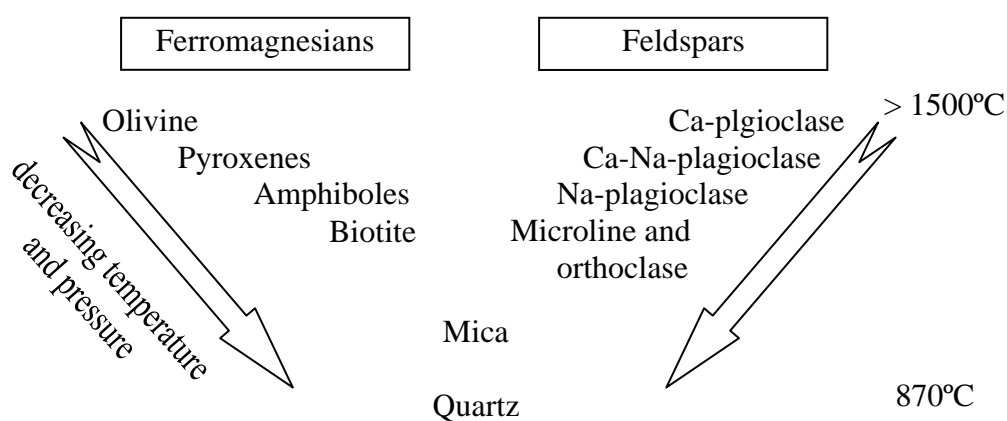 Ferromagnesians
Feldspars
> 1500ºC
Olivine
Ca-plgioclase
Pyroxenes
Ca-Na-plagioclase
Amphiboles
Na-plagioclase
Biotite
Microline and
orthoclase
decreasing temperature
and pressure
Mica
Quartz
870ºC